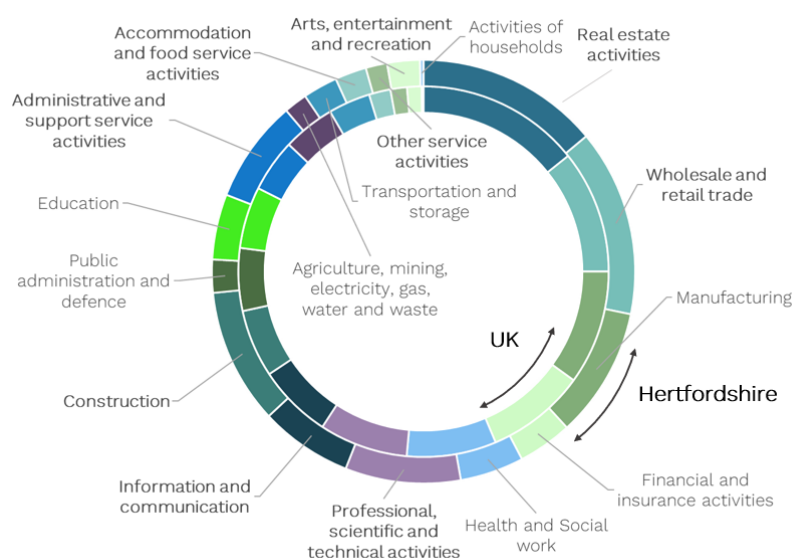 Arts, entertainment
and recreation
Activities of
households
Real estate
activities
Accommodation
and food service
activities
Administrative and
support service
activities
Other service
activities
Wholesale and
retail trade
Education
Transportation and
storage
Public
administration and
defence
Agriculture, mining,
electricity, gas,
water and waste
Manufacturing
UK
Hertfordshire
Construction
Information and
communication
Professional,
scientific and
technical activities
Health and Social
work
Financial and
insurance activities